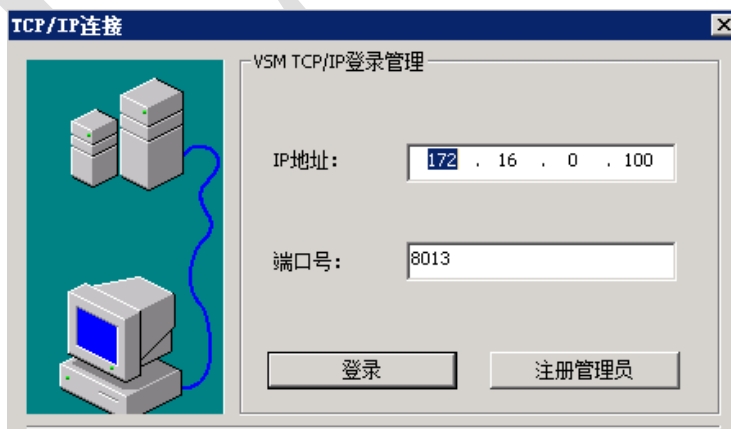 TCP/IP连接
VSM TCP/IP登录管理
IP地址: 172 . 16 . 0 . 100
端口号: 8013
登录 注册管理员